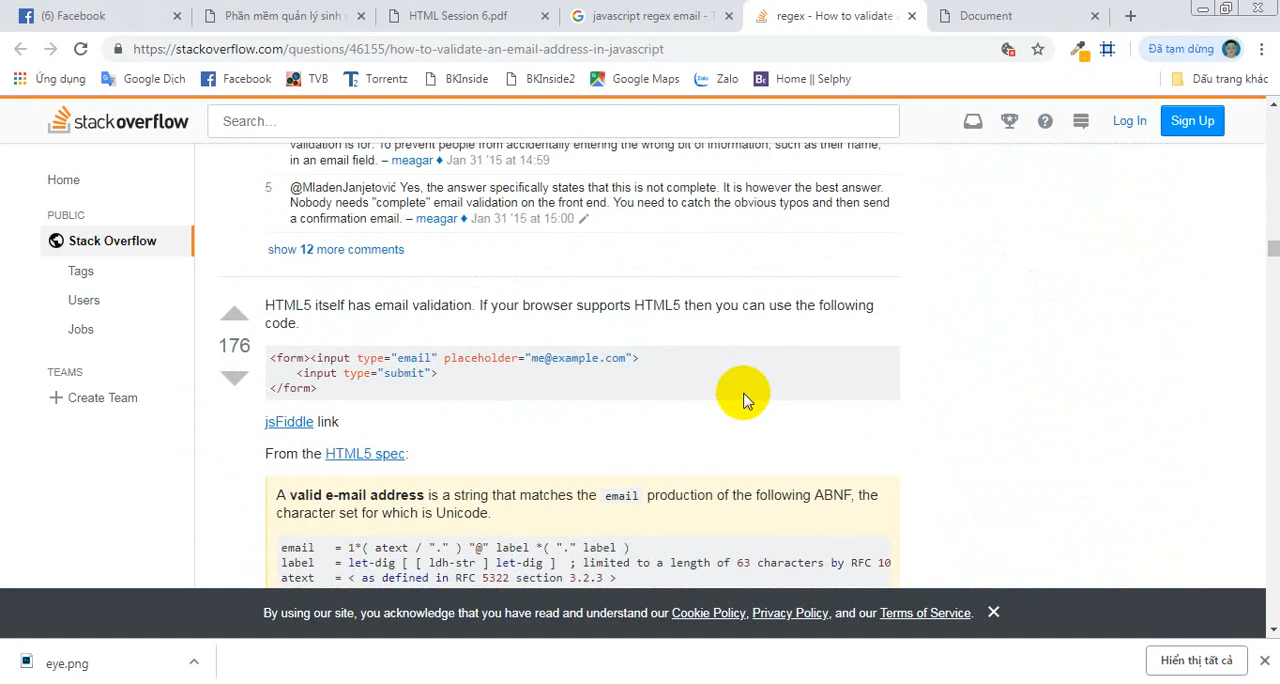 (6) Facebook
Phần mềm quản lý sinh
HTML Session 6.pdf
javascript regex email - T
regex - How to validate
Document
https://stackoverflow.com/questions/46155/how-to-validate-an-email-address-in-javascript
Đã tạm dừng
Ứng dụng
Google Dịch
Facebook
TVB
Torrentz
BKInside
BKInside2
Google Maps
Zalo
Home || Selphy
Dấu trang khác
stackoverflow
Search...
Log In
Sign Up
validation is for. To prevent people from accidentally entering the wrong bit of information, such as their name,
in an email field. – meagar ♦ Jan 31 '15 at 14:59
5 @MladenJanjetović Yes, the answer specifically states that this is not complete. It is however the best answer.
Nobody needs "complete" email validation on the front end. You need to catch the obvious typos and then send
a confirmation email. – meagar ♦ Jan 31 '15 at 15:00
show 12 more comments
Home
PUBLIC
Stack Overflow
Tags
Users
Jobs
TEAMS
Create Team
176
HTML5 itself has email validation. If your browser supports HTML5 then you can use the following
code.
<form><input type="email" placeholder="me@example.com">
    <input type="submit">
</form>
jsFiddle link
From the HTML5 spec:
A valid e-mail address is a string that matches the email production of the following ABNF, the
character set for which is Unicode.
email   = 1*( atext / "." ) "@" label *( "." label )
label   = let-dig [ [ ldh-str ] let-dig ]  ; limited to a length of 63 characters by RFC 10
atext   = < as defined in RFC 5322 section 3.2.3 >
By using our site, you acknowledge that you have read and understand our Cookie Policy, Privacy Policy, and our Terms of Service.
eye.png
Hiển thị tất cả